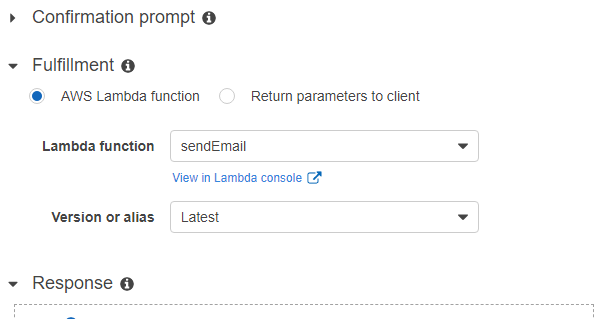 Confirmation prompt
Fulfillment
AWS Lambda function Return parameters to client
Lambda function sendEmail
View in Lambda console
Version or alias Latest
Response